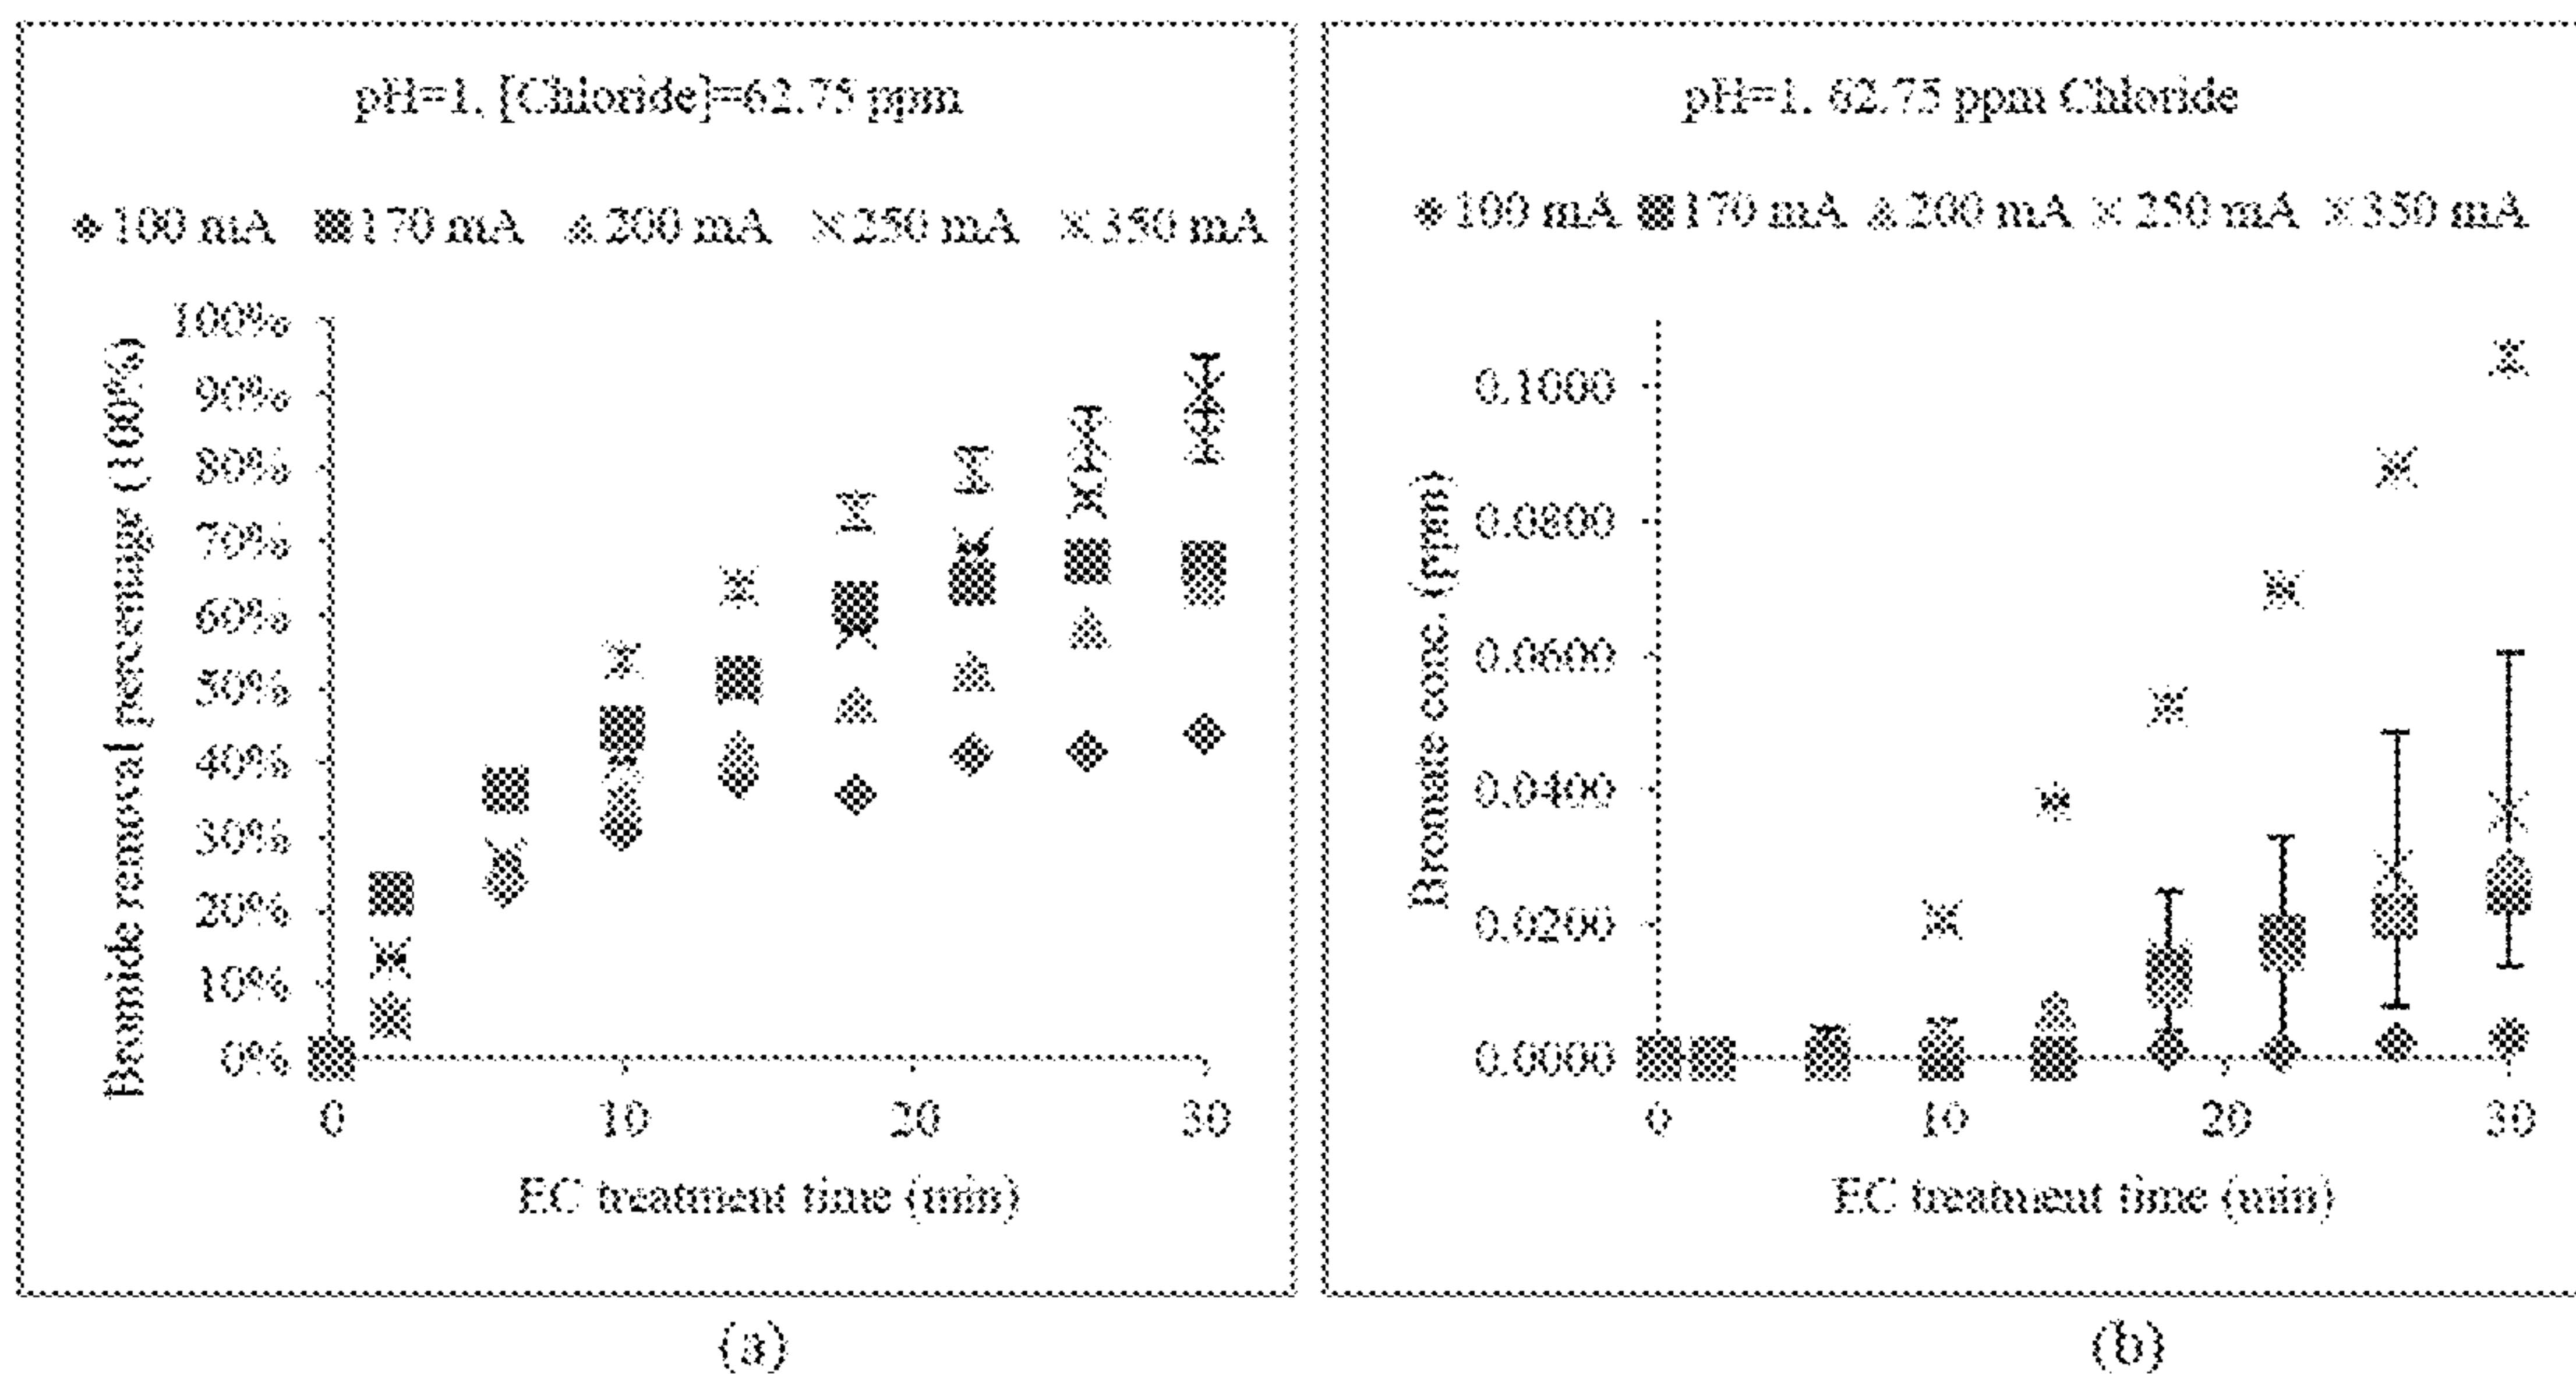 pH=1, [Chloride]=62.75 ppm
100 mA 170 mA 200 mA 250 mA 350 mA
Bromide removal percentage (100%)
100%
90%
80%
70%
60%
50%
40%
30%
20%
10%
0%
0 10 20 30
EC treatment time (min)
(a)
pH=1, 62.75 ppm Chloride
100 mA 170 mA 200 mA 250 mA 350 mA
Bromate conc. (ppm)
0.1000
0.0800
0.0600
0.0400
0.0200
0.0000
0 10 20 30
EC treatment time (min)
(b)